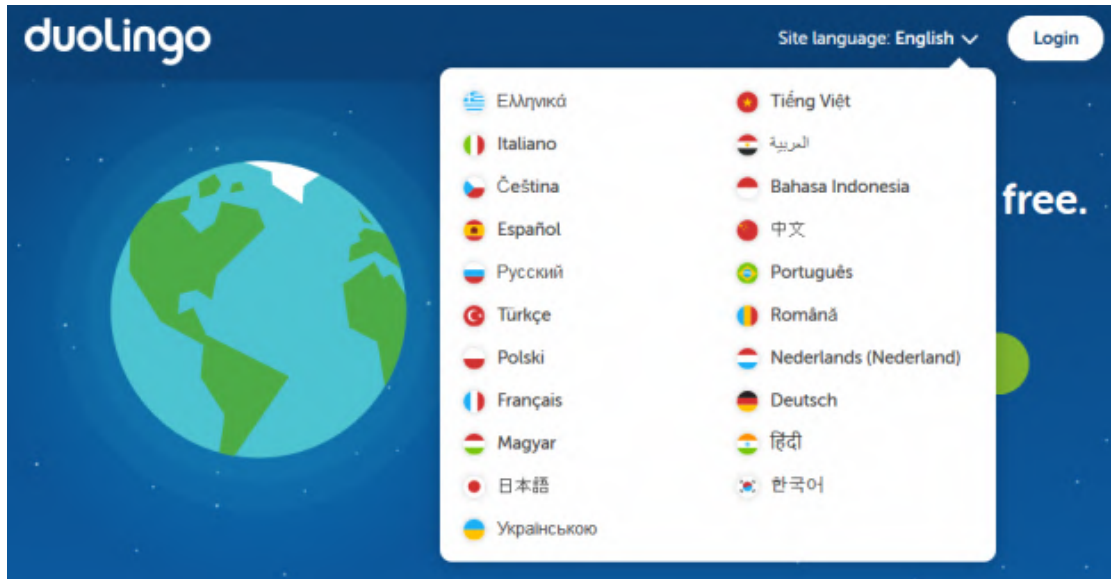 duolingo
Site language: English
Login
Ελληνικά
Tiếng Việt
Italiano
العربية
Čeština
Bahasa Indonesia
free.
Español
中文
Русский
Português
Türkçe
Română
Polski
Nederlands (Nederland)
Français
Deutsch
Magyar
हिंदी
日本語
한국어
Українською